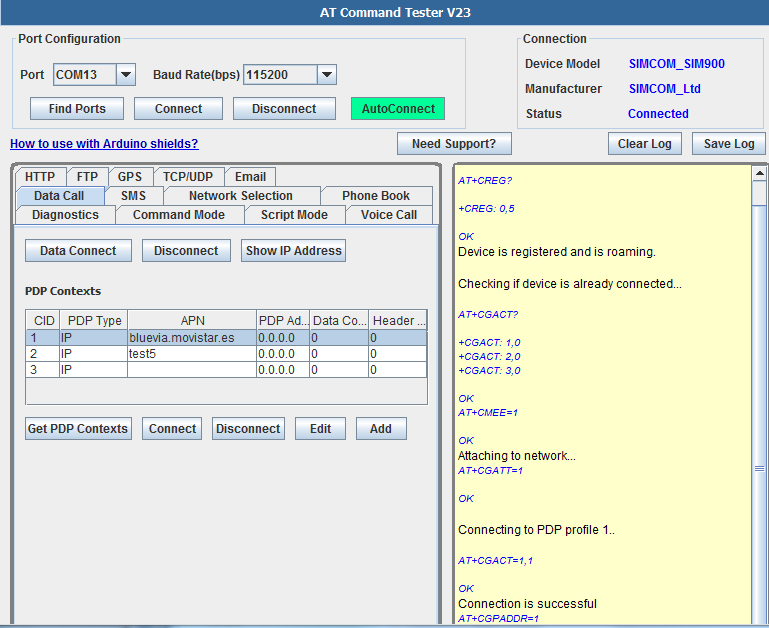 AT Command Tester V23
Port Configuration
Port COM13 Baud Rate(bps) 115200
Find Ports Connect Disconnect AutoConnect
Connection
Device Model SIMCOM_SIM900
Manufacturer SIMCOM_Ltd
Status Connected
How to use with Arduino shields? Need Support? Clear Log Save Log
HTTP FTP GPS TCP/UDP Email
Data Call SMS Network Selection Phone Book
Diagnostics Command Mode Script Mode Voice Call
Data Connect Disconnect Show IP Address
PDP Contexts
CID PDP Type APN PDP Ad... Data Co... Header ...
1 IP bluevia.movistar.es 0.0.0.0 0 0
2 IP test5 0.0.0.0 0 0
3 IP 0.0.0.0 0 0
Get PDP Contexts Connect Disconnect Edit Add
AT+CREG?
+CREG: 0,5
OK
Device is registered and is roaming.
Checking if device is already connected...
AT+CGACT?
+CGACT: 1,0
+CGACT: 2,0
+CGACT: 3,0
OK
AT+CMEE=1
OK
Attaching to network...
AT+CGATT=1
OK
Connecting to PDP profile 1..
AT+CGACT=1,1
OK
Connection is successful
AT+CGPADDR=1